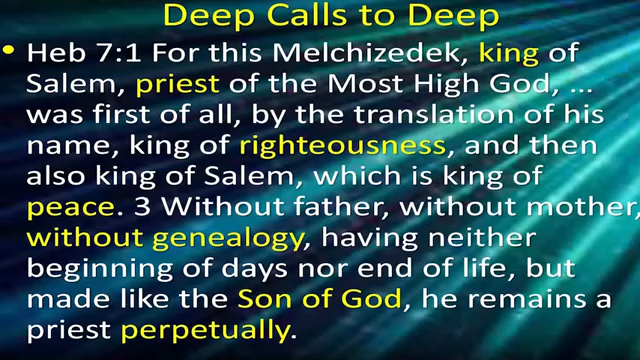 Deep Calls to Deep
• Heb 7:1 For this Melchizedek, king of
Salem, priest of the Most High God, ...
was first of all, by the translation of his
name, king of righteousness, and then
also king of Salem, which is king of
peace. 3 Without father, without mother,
without genealogy, having neither
beginning of days nor end of life, but
made like the Son of God, he remains a
priest perpetually.